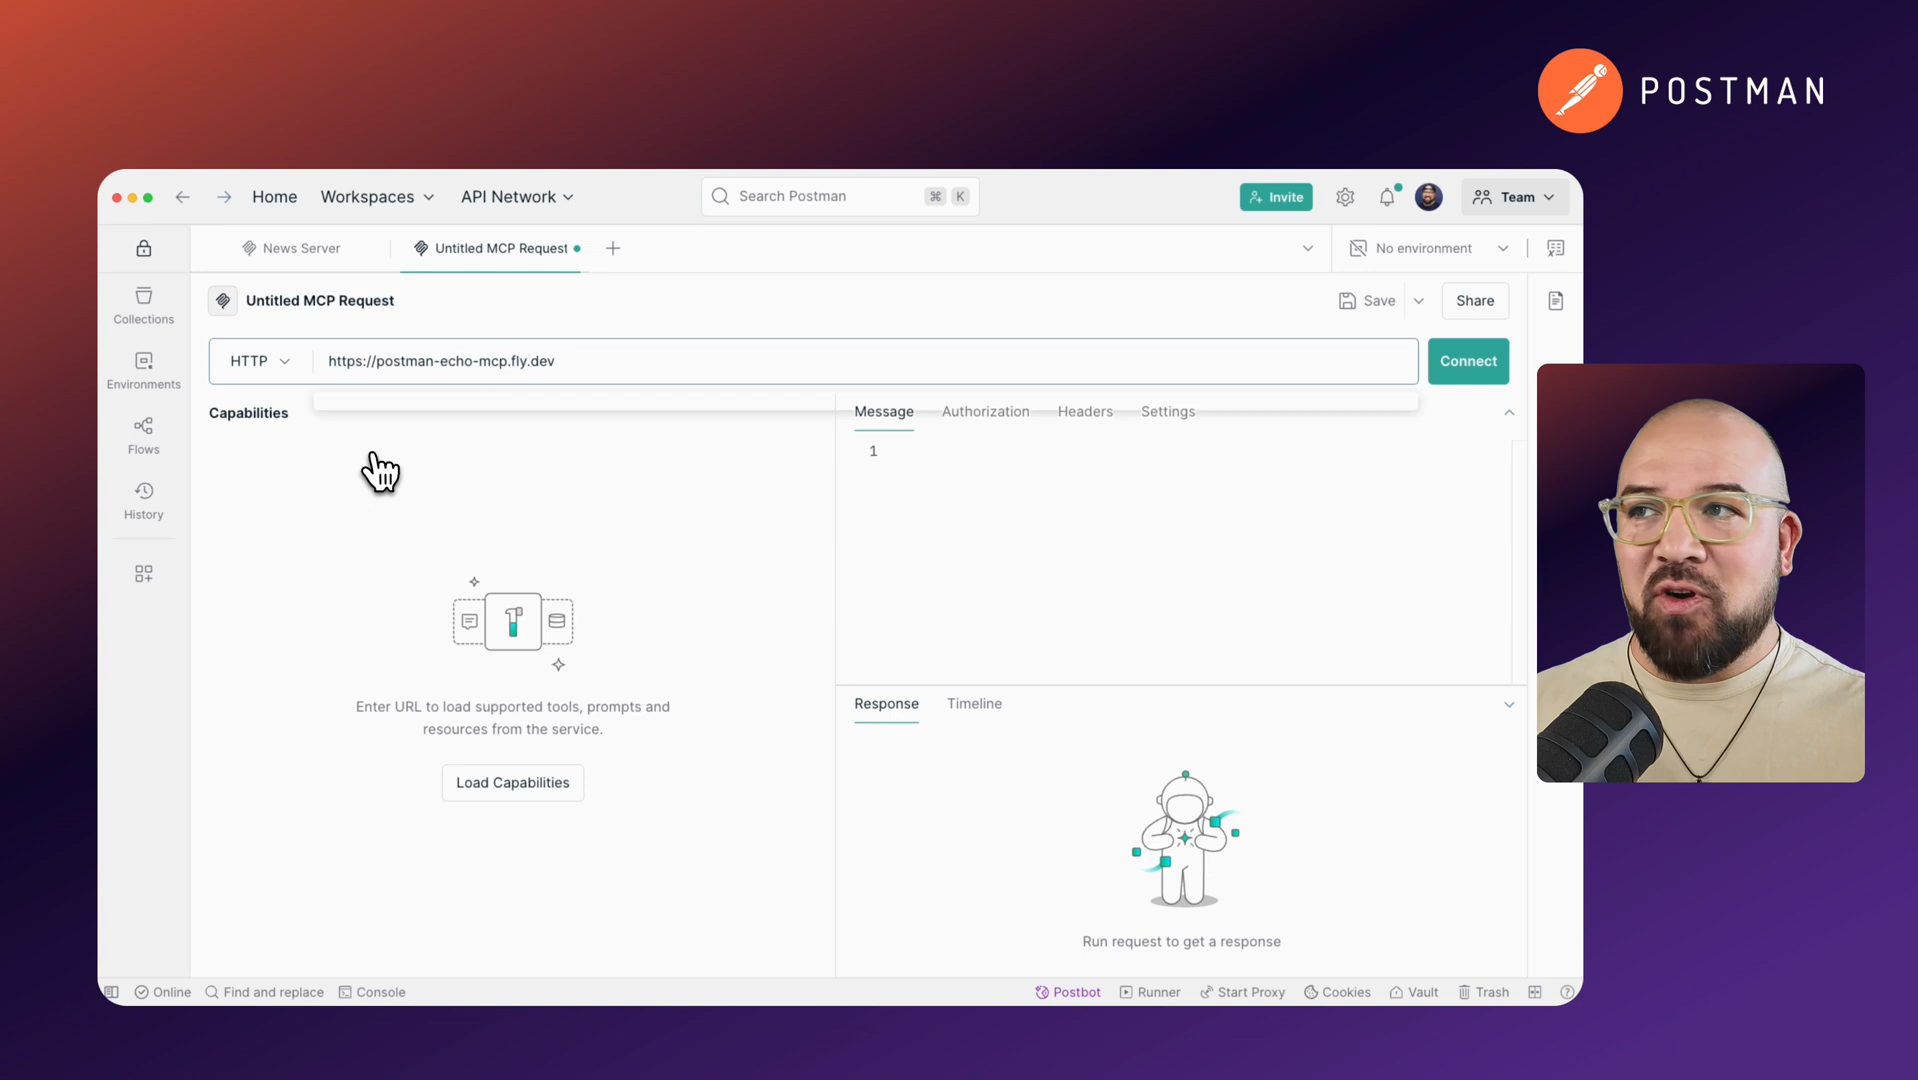 POSTMAN
Home Workspaces API Network Search Postman ⌘ K Invite Team
News Server Untitled MCP Request No environment
Untitled MCP Request Save Share
Collections
HTTP https://postman-echo-mcp.fly.dev Connect
Environments
Capabilities Message Authorization Headers Settings
1
Flows
History
Enter URL to load supported tools, prompts and
resources from the service.
Load Capabilities
Response Timeline
Run request to get a response
Online Find and replace Console Postbot Runner Start Proxy Cookies Vault Trash